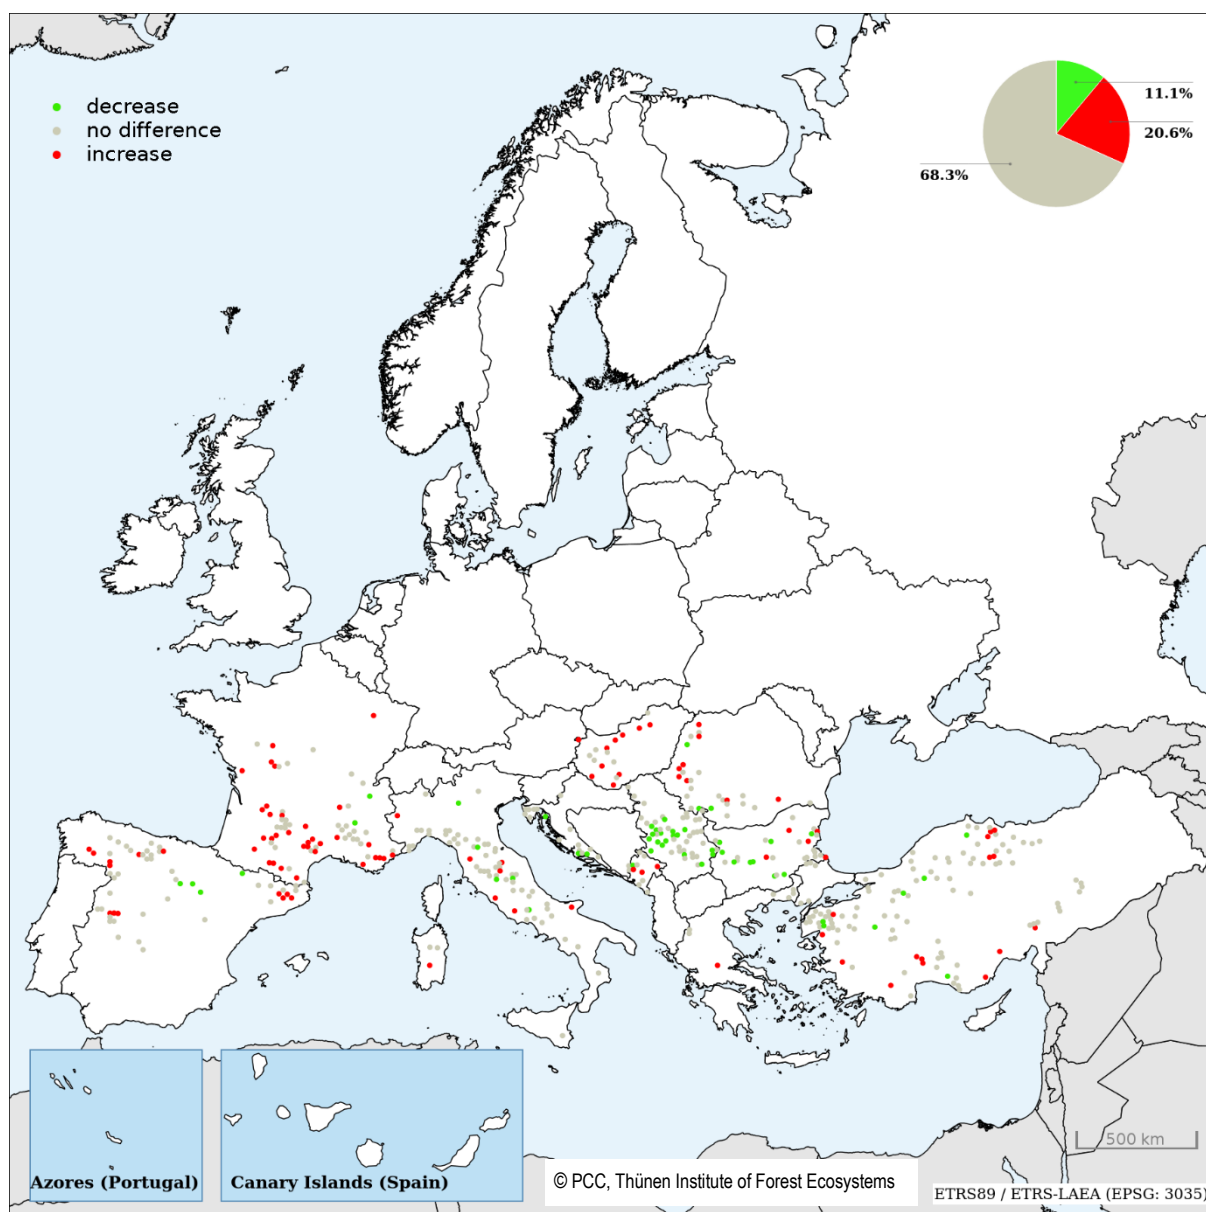 decrease
no difference
increase
11.1%
20.6%
68.3%
500 km
Azores (Portugal)
Canary Islands (Spain)
© PCC, Thünen Institute of Forest Ecosystems
ETRS89 / ETRS-LAEA (EPSG: 3035)